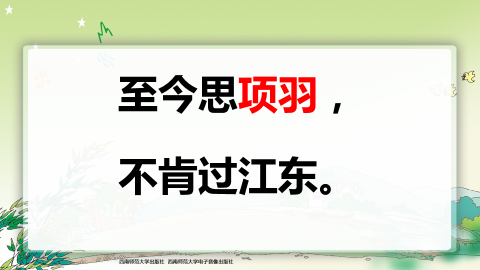 至今思项羽，
不肯过江东。
西南师范大学出版社 西南师范大学电子音像出版社